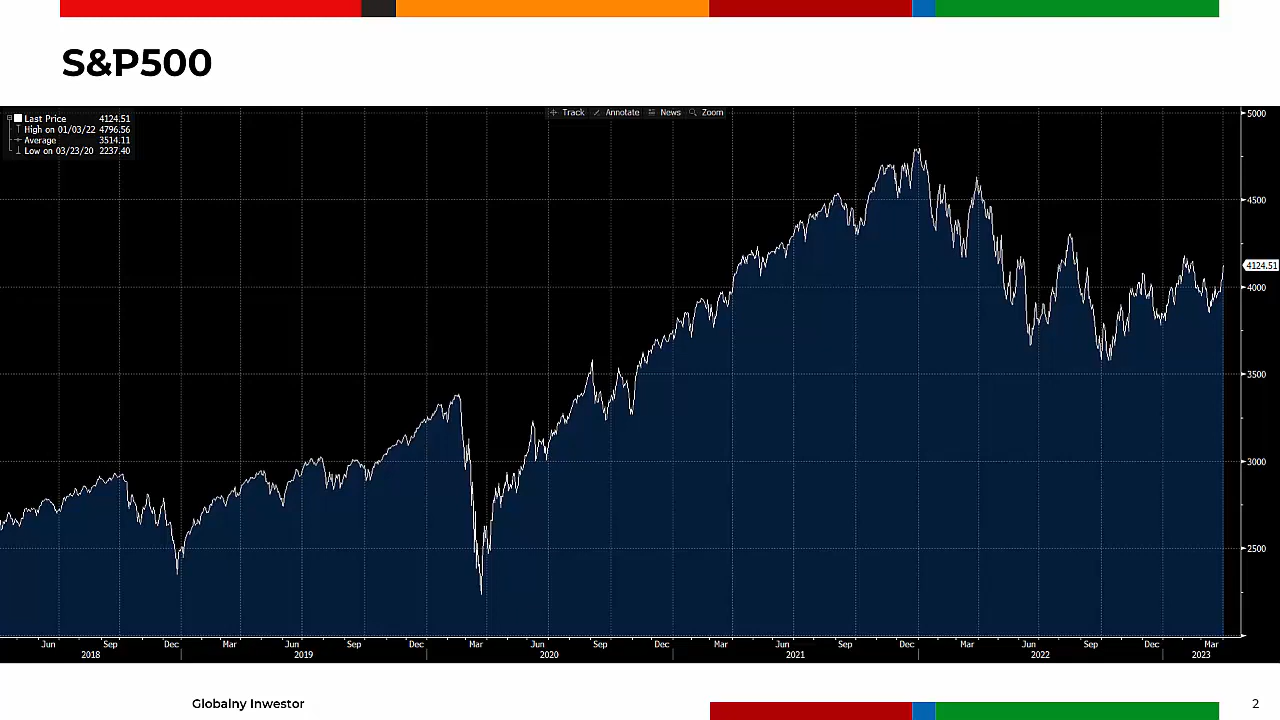 S&P500
Track Annotate News Zoom
Last Price 4124.51
High on 01/03/22 4796.56
Average 3514.11
Low on 03/23/20 2237.40
5000
4500
4124.51
4000
3500
3000
2500
Jun Sep Dec Mar Jun Sep Dec Mar Jun Sep Dec Mar Jun Sep Dec Mar Jun Sep Dec Mar
2018 2019 2020 2021 2022 2023
Globalny Inwestor 2